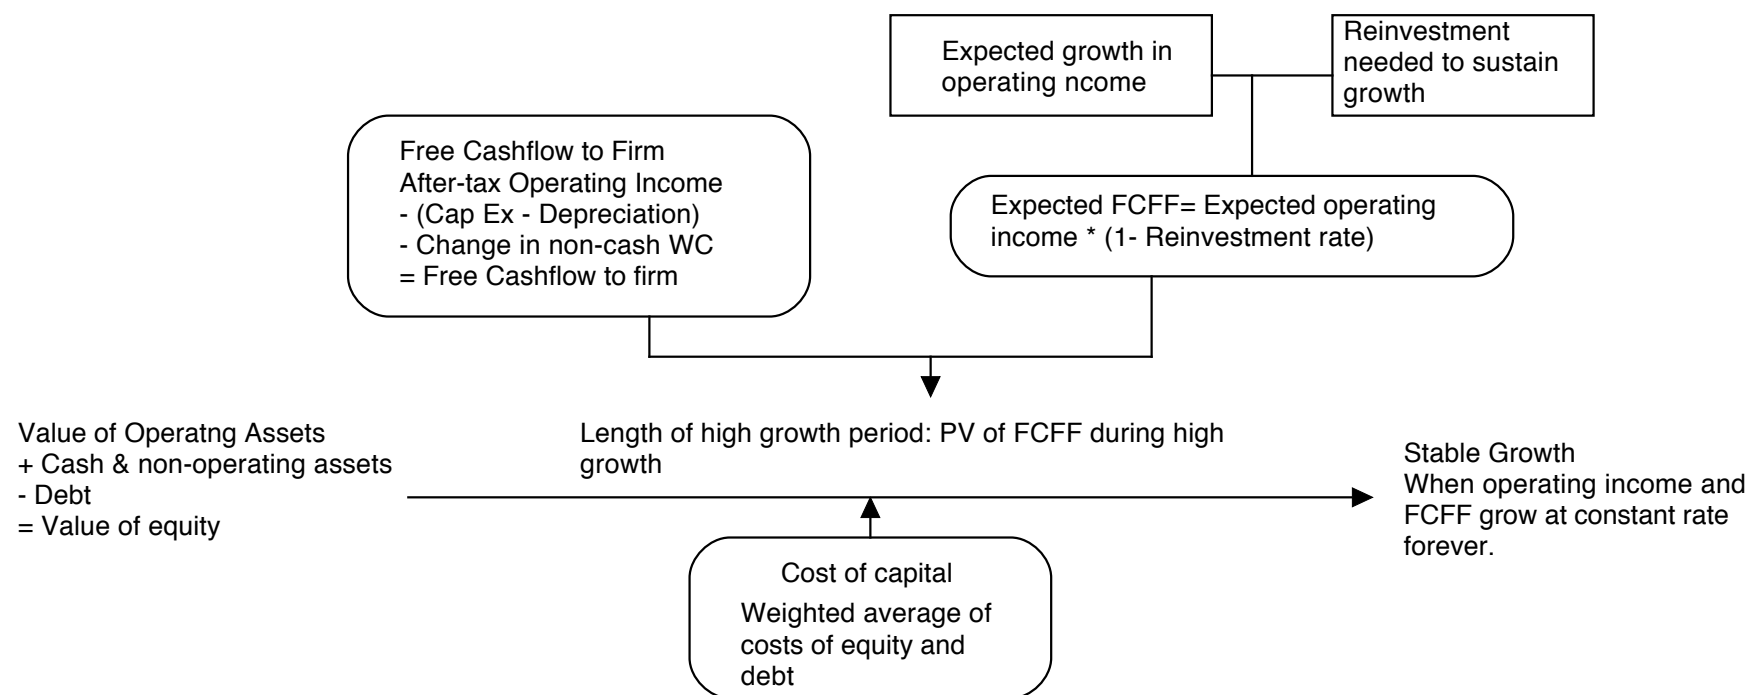 Expected growth in
operating ncome
Reinvestment
needed to sustain
growth
Free Cashflow to Firm
After-tax Operating Income
- (Cap Ex - Depreciation)
- Change in non-cash WC
= Free Cashflow to firm
Expected FCFF= Expected operating
income * (1- Reinvestment rate)
Value of Operatng Assets
+ Cash & non-operating assets
- Debt
= Value of equity
Length of high growth period: PV of FCFF during high
growth
Stable Growth
When operating income and
FCFF grow at constant rate
forever.
Cost of capital
Weighted average of
costs of equity and
debt